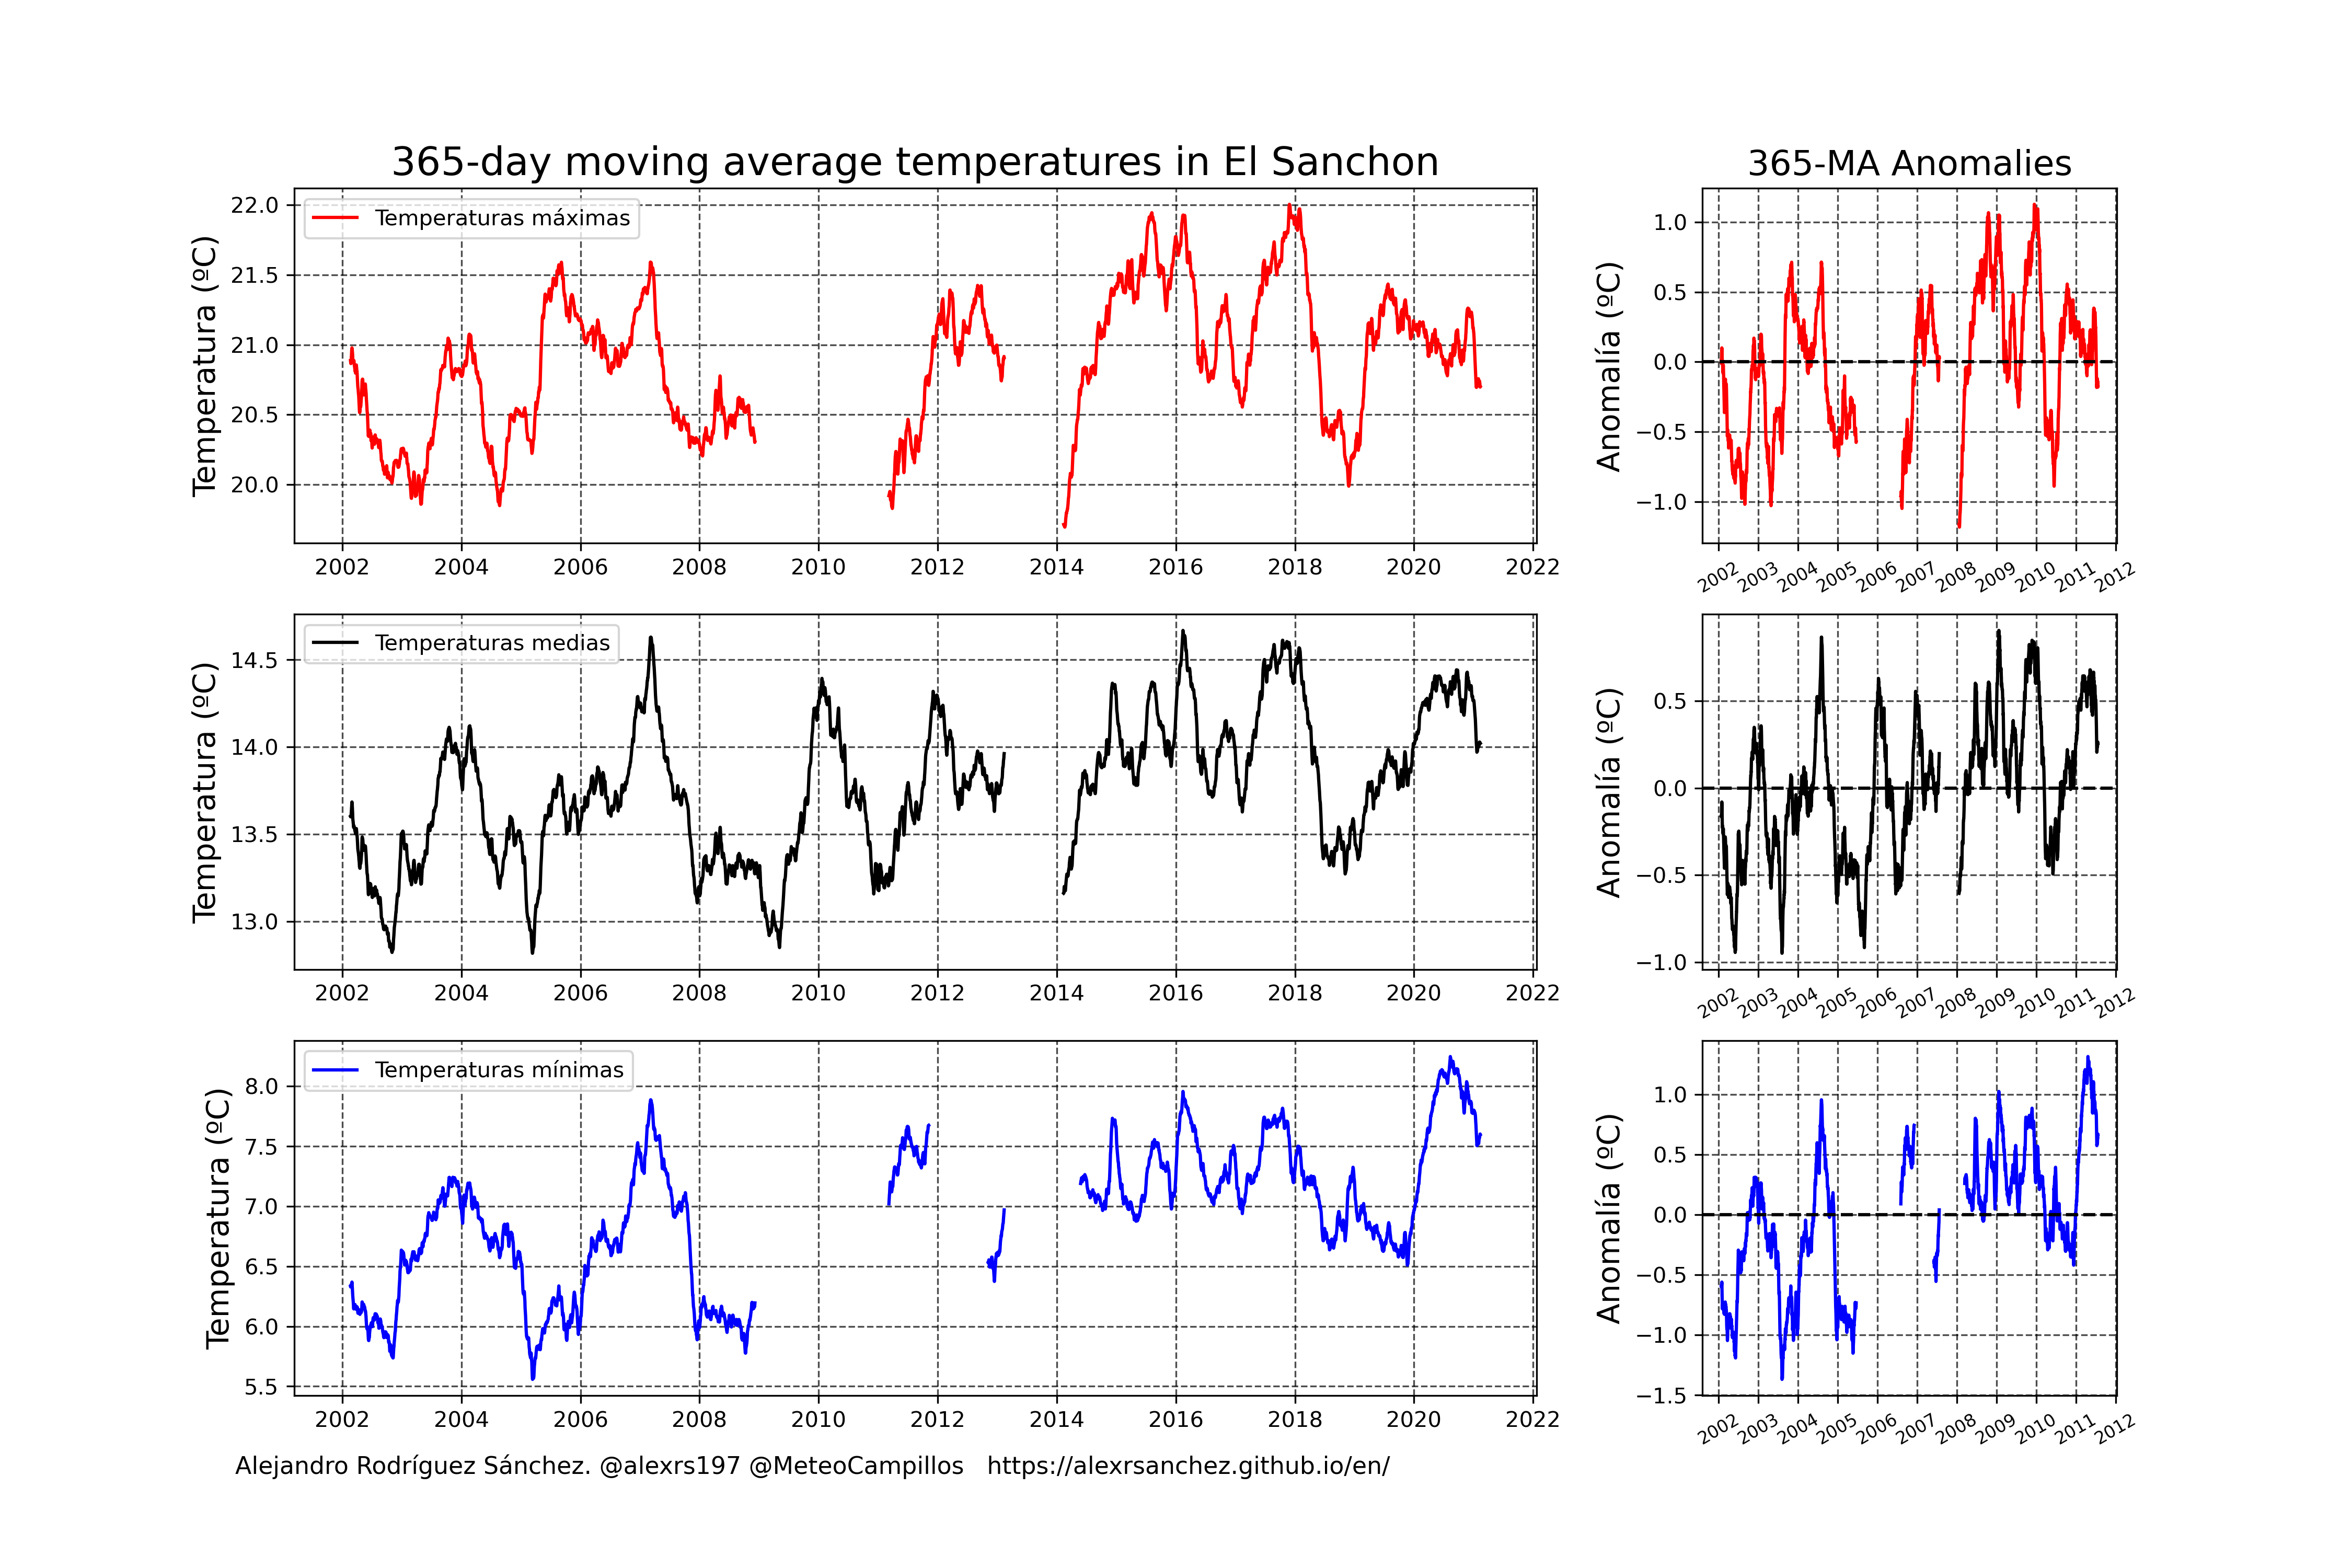 365-day moving average temperatures in El Sanchon
365-MA Anomalies
Temperatura (ºC)
22.0
21.5
21.0
20.5
20.0
Temperaturas máximas
2002 2004 2006 2008 2010 2012 2014 2016 2018 2020 2022
Anomalía (ºC)
1.0
0.5
0.0
−0.5
−1.0
2002 2003 2004 2005 2006 2007 2008 2009 2010 2011 2012
Temperatura (ºC)
14.5
14.0
13.5
13.0
Temperaturas medias
2002 2004 2006 2008 2010 2012 2014 2016 2018 2020 2022
Anomalía (ºC)
0.5
0.0
−0.5
−1.0
2002 2003 2004 2005 2006 2007 2008 2009 2010 2011 2012
Temperatura (ºC)
8.0
7.5
7.0
6.5
6.0
5.5
Temperaturas mínimas
2002 2004 2006 2008 2010 2012 2014 2016 2018 2020 2022
Anomalía (ºC)
1.0
0.5
0.0
−0.5
−1.0
−1.5
2002 2003 2004 2005 2006 2007 2008 2009 2010 2011 2012
Alejandro Rodríguez Sánchez. @alexrs197 @MeteoCampillos https://alexrsanchez.github.io/en/